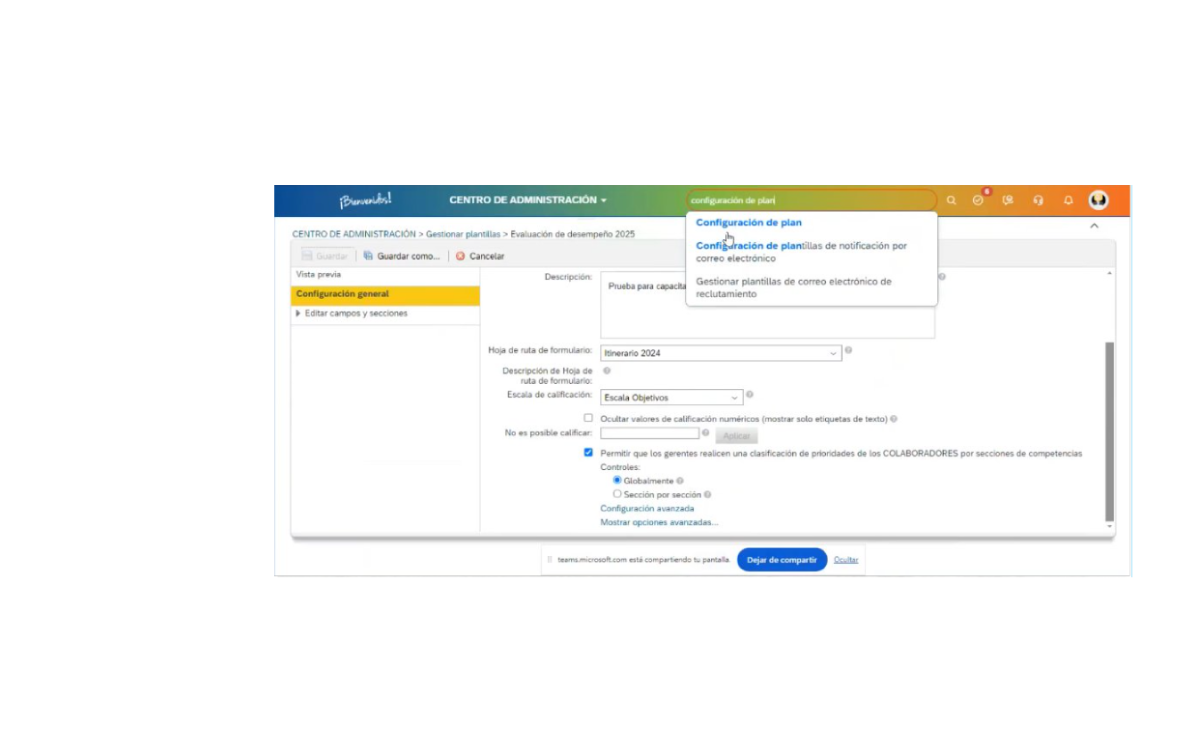 ¡Bienvenidos!
CENTRO DE ADMINISTRACIÓN
configuración de plan
6
Configuración de plan
Configuración de plantillas de notificación por
correo electrónico
Gestionar plantillas de correo electrónico de
reclutamiento
CENTRO DE ADMINISTRACIÓN > Gestionar plantillas > Evaluación de desempeño 2025
Guardar
Guardar como...
Cancelar
Vista previa
Configuración general
Editar campos y secciones
Descripción:
Prueba para capacita
Hoja de ruta de formulario:
Itinerario 2024
Descripción de Hoja de
ruta de formulario:
Escala de calificación:
Escala Objetivos
Ocultar valores de calificación numéricos (mostrar solo etiquetas de texto)
No es posible calificar:
Aplicar
Permitir que los gerentes realicen una clasificación de prioridades de los COLABORADORES por secciones de competencias
Controles:
Globalmente
Sección por sección
Configuración avanzada
Mostrar opciones avanzadas...
teams.microsoft.com está compartiendo tu pantalla.
Dejar de compartir
Ocultar